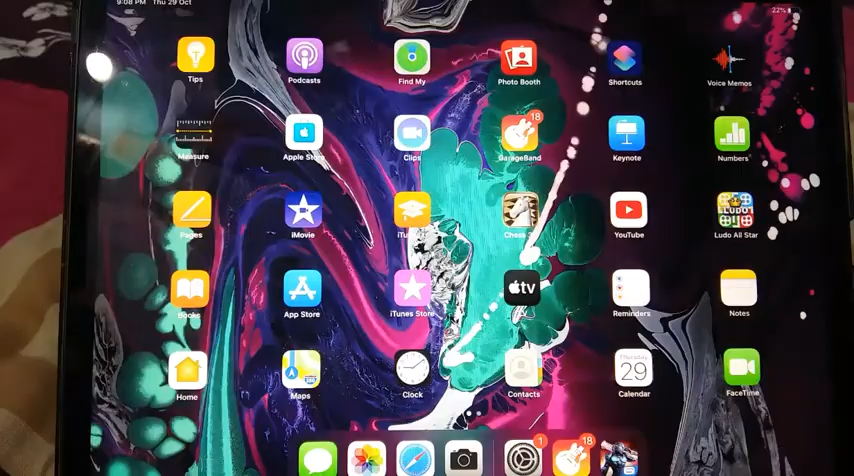 9:08 PM Thu 29 Oct
22%
Tips
Podcasts
Find My
Photo Booth
Shortcuts
Voice Memos
Measure
Apple Store
Clips
18
GarageBand
Keynote
Numbers
Pages
iMovie
Chess
YouTube
LUDO
Ludo All Star
Books
App Store
iTunes Store
tv
Reminders
Notes
Home
Maps
Clock
Contacts
Thursday
29
Calendar
FaceTime
1
18